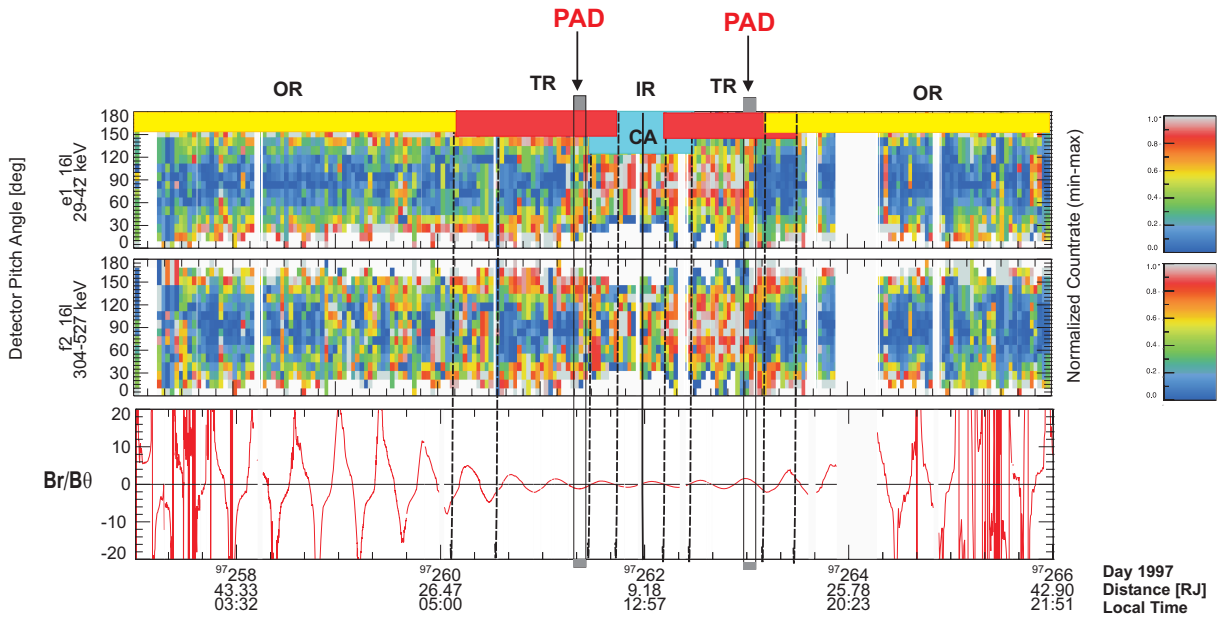 PAD
PAD
OR
TR
IR
TR
OR
CA
Detector Pitch Angle [deg]
e1_16l
29-42 keV
180
150
120
90
60
30
0
f2_16l
304-527 keV
180
150
120
90
60
30
0
Normalized Countrate (min-max)
1.0
0.8
0.6
0.4
0.2
0.0
1.0
0.8
0.6
0.4
0.2
0.0
Br/Bθ
20
10
0
-10
-20
97258
97260
97262
97264
97266
Day 1997
43.33
26.47
9.18
25.78
42.90
Distance [RJ]
03:32
05:00
12:57
20:23
21:51
Local Time